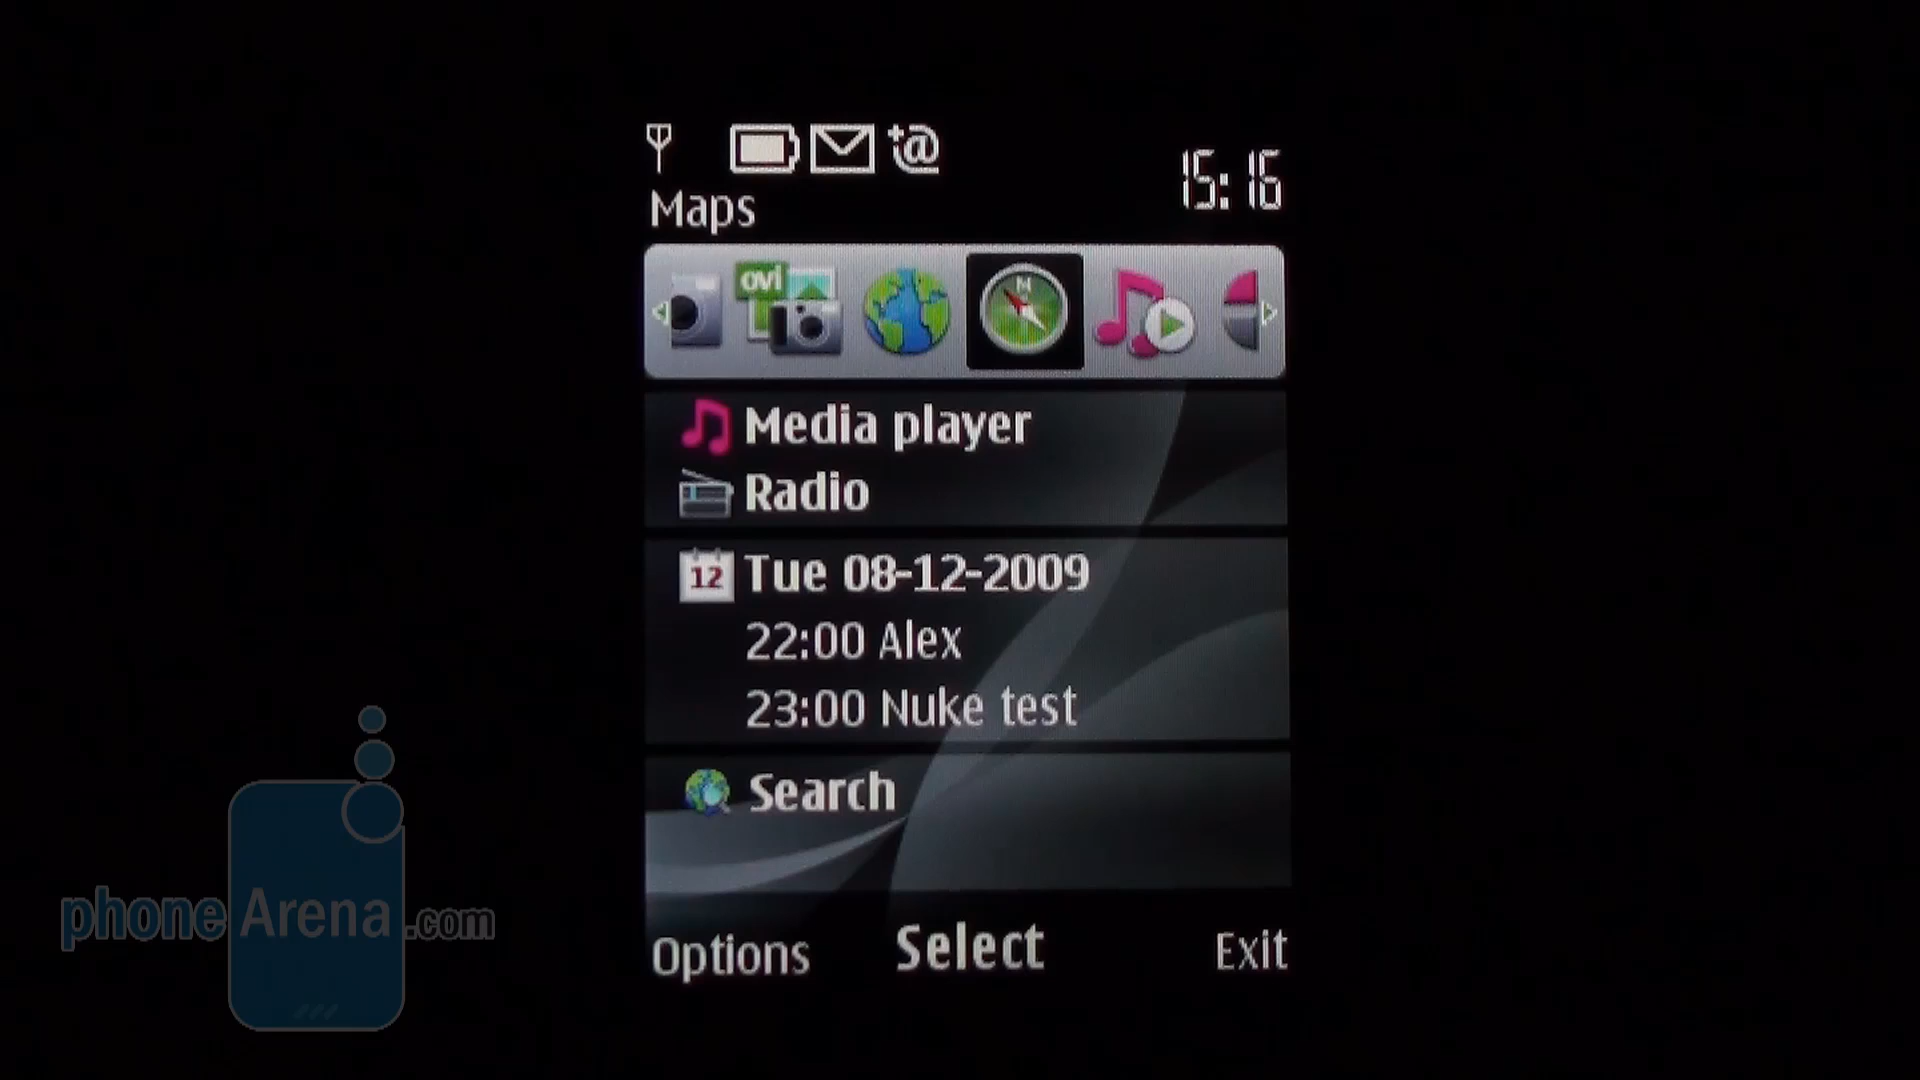 15:16
Maps
ovi
M
Media player
Radio
12 Tue 08-12-2009
22:00 Alex
23:00 Nuke test
Search
Options Select Exit
phoneArena.com